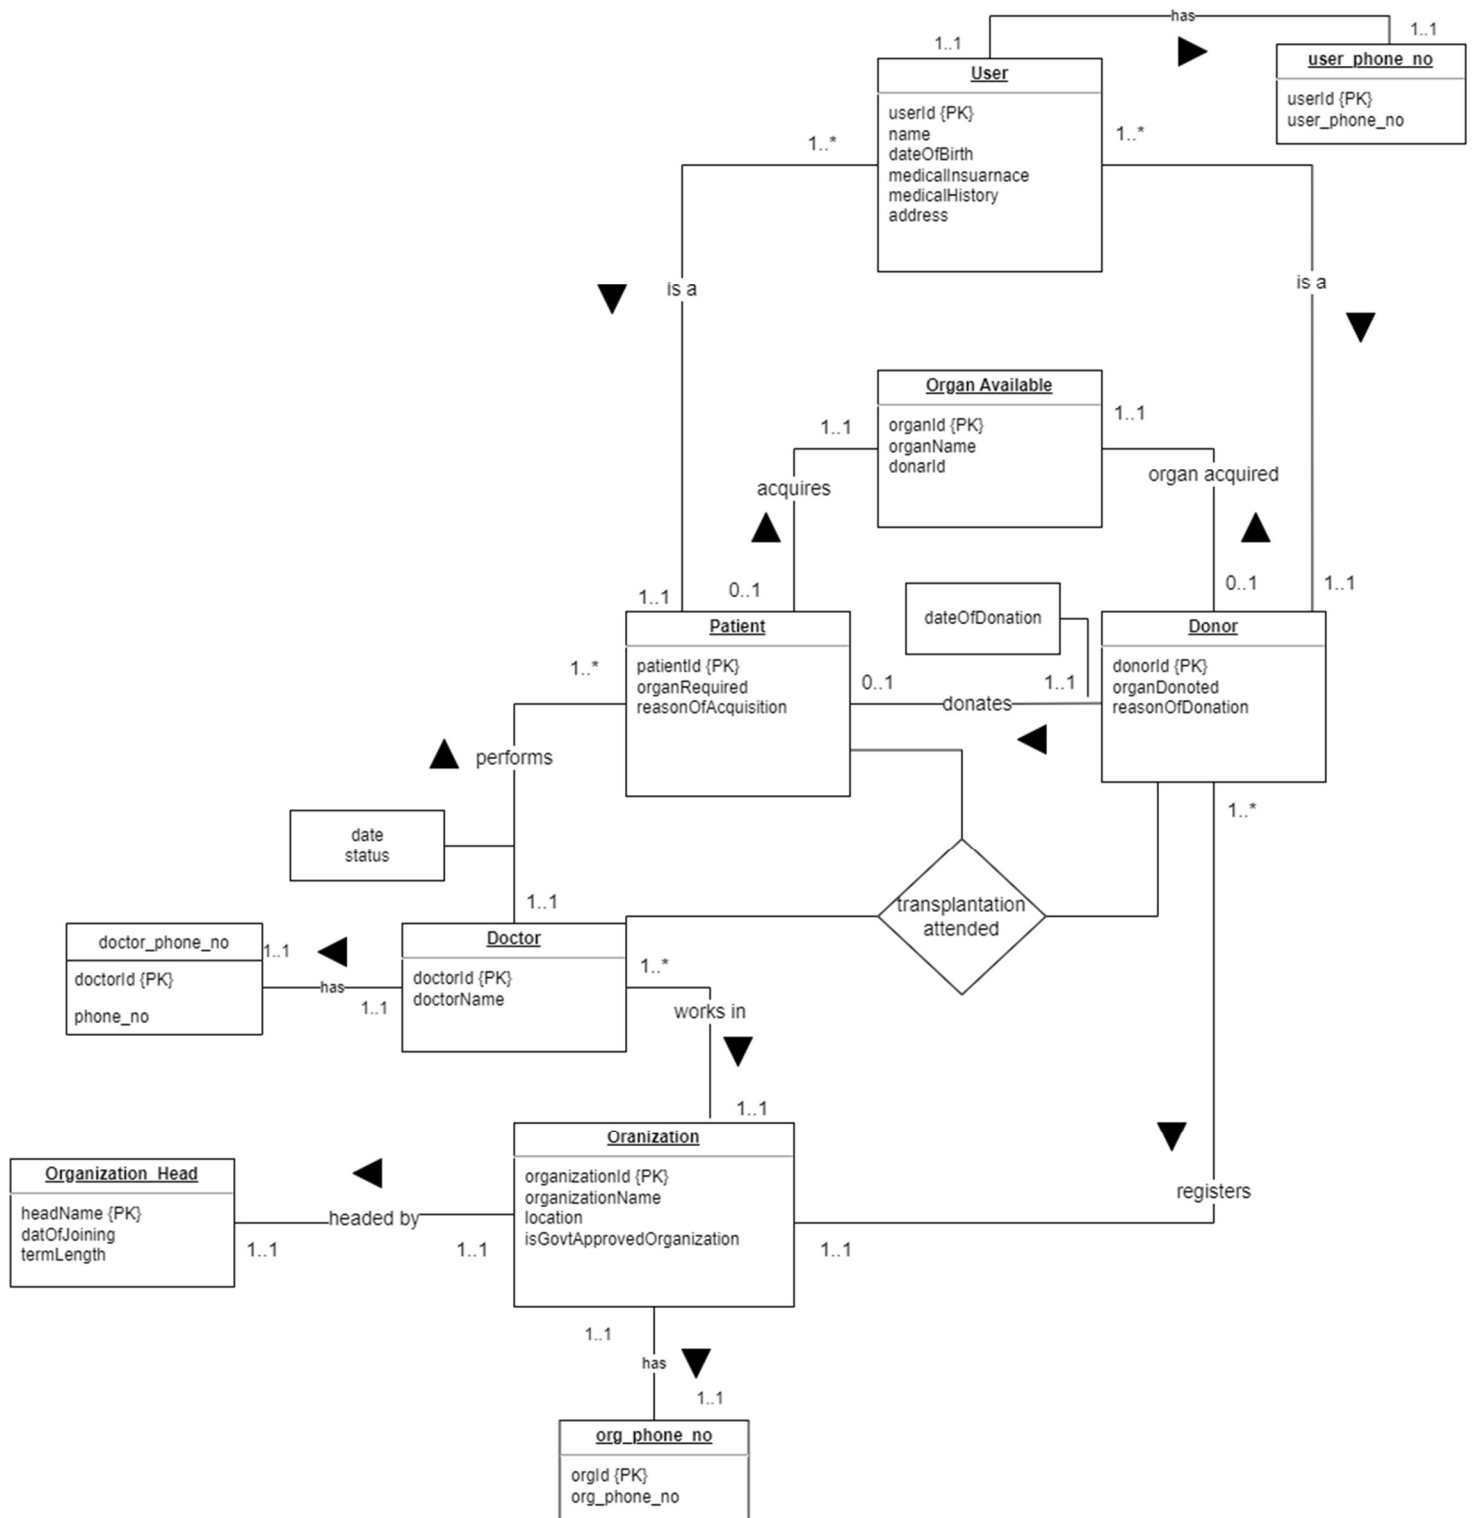 has
1..1
1..1
User
userId {PK}
name
dateOfBirth
medicalInsuarnace
medicalHistory
address
user_phone_no
userId {PK}
user_phone_no
1..*
1..*
is a
is a
Organ Available
organId {PK}
organName
donarId
1..1
1..1
acquires
organ acquired
1..1
0..1
0..1
1..1
dateOfDonation
Patient
patientId {PK}
organRequired
reasonOfAcquisition
Donor
donorId {PK}
organDonoted
reasonOfDonation
1..*
0..1
1..1
donates
performs
1..*
date
status
transplantation
attended
1..1
doctor_phone_no
doctorId {PK}
phone_no
1..1
has
1..1
Doctor
doctorId {PK}
doctorName
1..*
works in
1..1
Oranization
organizationId {PK}
organizationName
location
isGovtApprovedOrganization
Organization_Head
headName {PK}
datOfJoining
termLength
headed by
registers
1..1
1..1
1..1
1..1
has
1..1
org_phone_no
orgId {PK}
org_phone_no